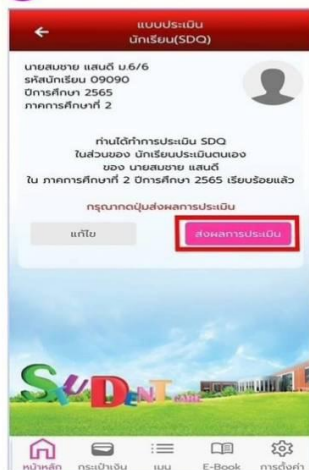 แบบประเมิน
นักเรียน(SDQ)
นายสมชาย แสนดี ม.6/6
รหัสนักเรียน 09090
ปีการศึกษา 2565
ภาคการศึกษาที่ 2
ท่านได้ทำการประเมิน SDQ
ในส่วนของ นักเรียนประเมินตนเอง
ของ นายสมชาย แสนดี
ใน ภาคการศึกษาที่ 2 ปีการศึกษา 2565 เรียบร้อยแล้ว
กรุณากดปุ่มส่งผลการประเมิน
แก้ไข
ส่งผลการประเมิน
STUDENT CARE
หน้าหลัก
กระเป๋าเงิน
เมนู
E-Book
การตั้งค่า